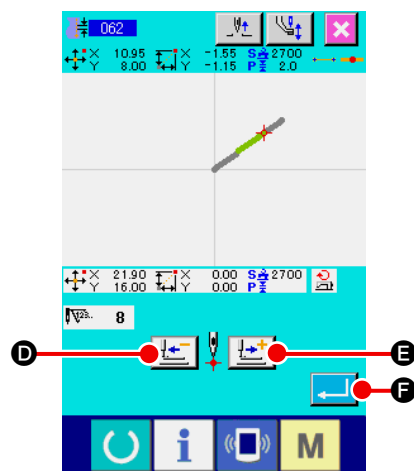 062
X 10.95 X -1.55 S 2700
Y 8.00 Y -1.15 P 2.0
X 21.90 X 0.00 S 2700
Y 16.00 Y 0.00 P
123.. 8
D E
F
i M